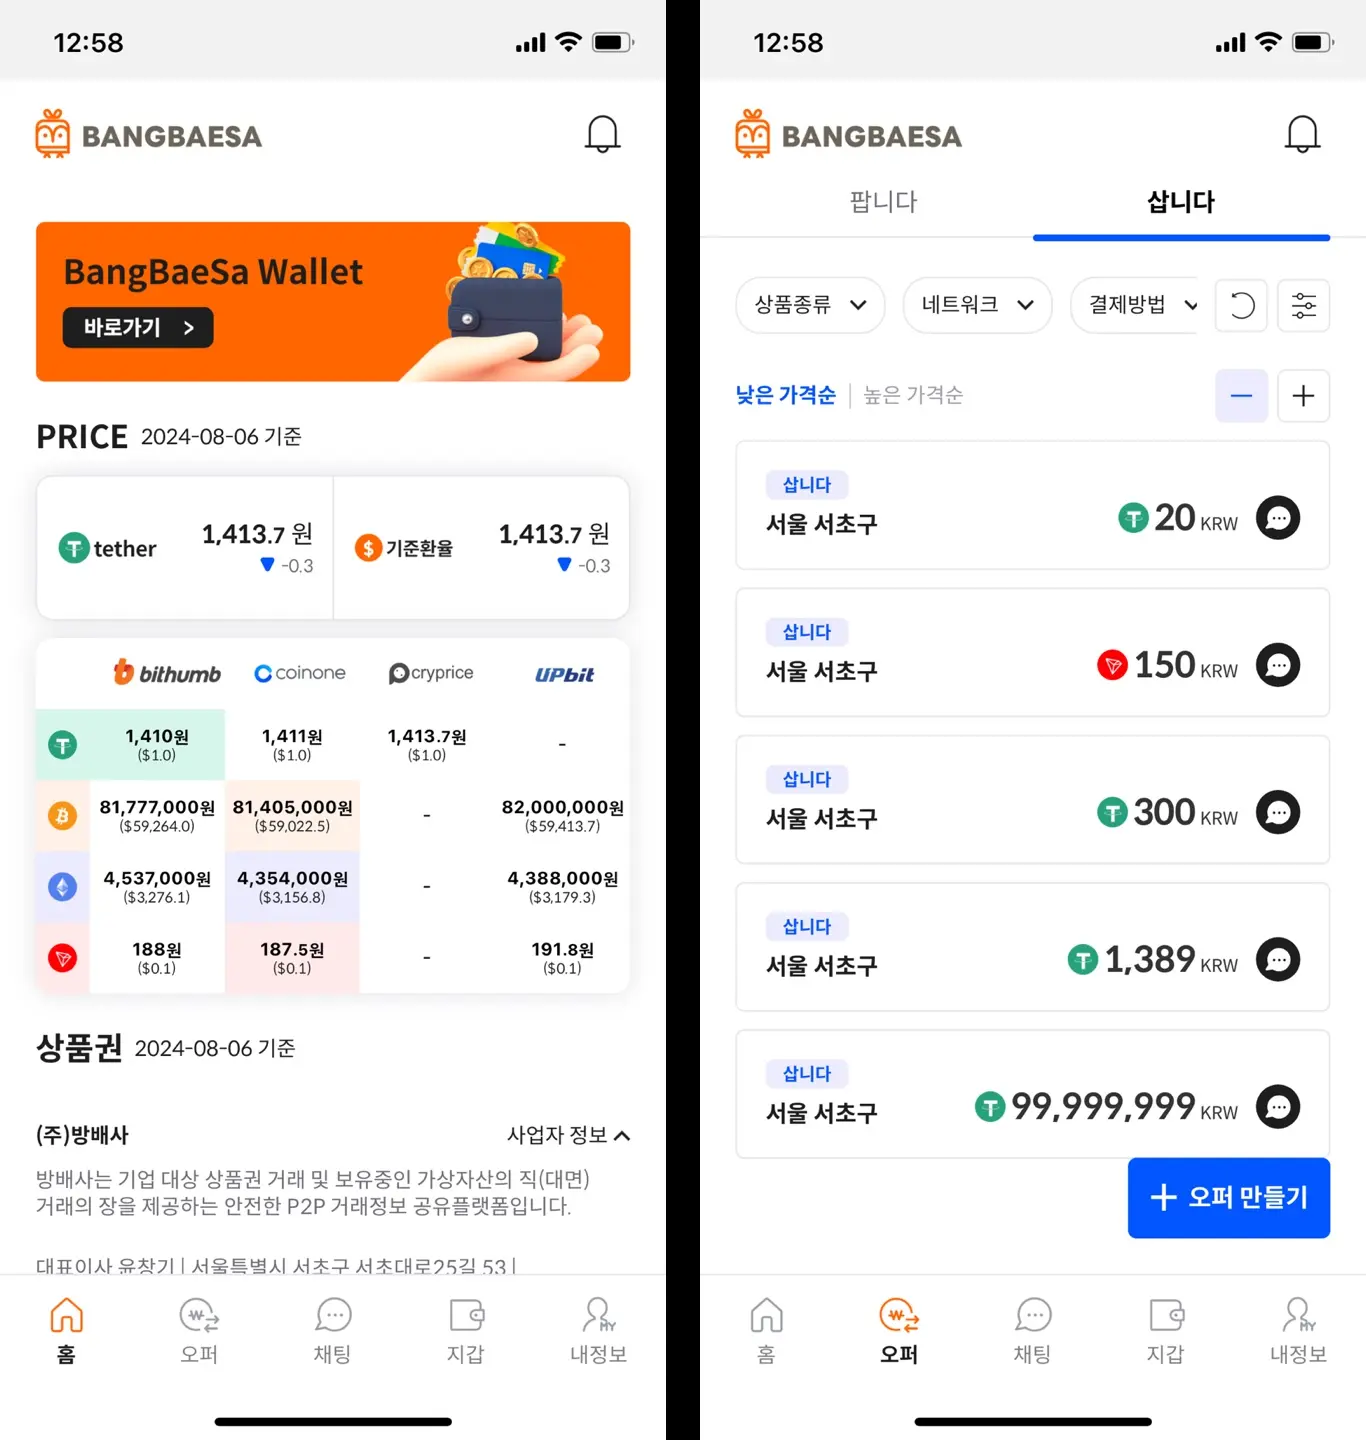 12:58
BANGBAESA
BangBaeSa Wallet
바로가기 >
PRICE 2024-08-06 기준
tether 1,413.7 원
-0.3
기준환율 1,413.7 원
-0.3
bithumb coinone cryprice UPbit
1,410원 1,411원 1,413.7원 -
($1.0) ($1.0) ($1.0)
81,777,000원 81,405,000원 - 82,000,000원
($59,264.0) ($59,022.5) ($59,413.7)
4,537,000원 4,354,000원 - 4,388,000원
($3,276.1) ($3,156.8) ($3,179.3)
188원 187.5원 - 191.8원
($0.1) ($0.1) ($0.1)
상품권 2024-08-06 기준
(주)방배사 사업자 정보
방배사는 기업 대상 상품권 거래 및 보유중인 가상자산의 직(대면)
거래의 장을 제공하는 안전한 P2P 거래정보 공유플랫폼입니다.
대표이사 윤창기 | 서울특별시 서초구 서초대로25길 53 |
홈 오퍼 채팅 지갑 내정보
12:58
BANGBAESA
팝니다 삽니다
상품종류 네트워크 결제방법
낮은 가격순 | 높은 가격순
삽니다
서울 서초구 20 KRW
삽니다
서울 서초구 150 KRW
삽니다
서울 서초구 300 KRW
삽니다
서울 서초구 1,389 KRW
삽니다
서울 서초구 99,999,999 KRW
+ 오퍼 만들기
홈 오퍼 채팅 지갑 내정보